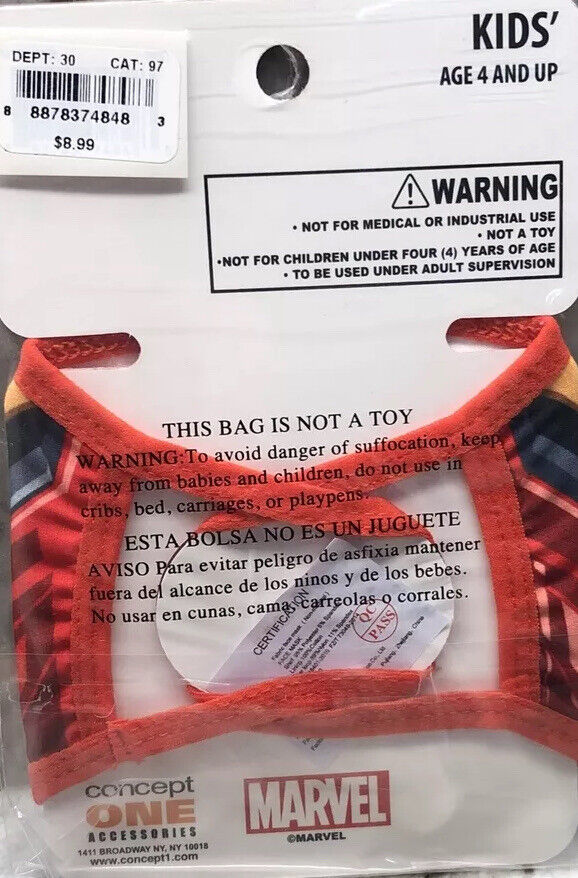 DEPT: 30 CAT: 97
8 8878374848 3
$8.99
KIDS’
AGE 4 AND UP
WARNING
• NOT FOR MEDICAL OR INDUSTRIAL USE
• NOT A TOY
•NOT FOR CHILDREN UNDER FOUR (4) YEARS OF AGE
• TO BE USED UNDER ADULT SUPERVISION
THIS BAG IS NOT A TOY
WARNING:To avoid danger of suffocation, keep
away from babies and children, do not use in
cribs, bed, carriages, or playpens.
ESTA BOLSA NO ES UN JUGUETE
AVISO Para evitar peligro de asfixia mantener
fuera del alcance de los ninos y de los bebes.
No usar en cunas, cama, carreolas o corrales.
CERTIFICATION
FACE MASK
QC
PASS
Zhejiang, China
concept
ONE
ACCESSORIES
1411 BROADWAY NY, NY 10018
www.concept1.com
MARVEL
©MARVEL